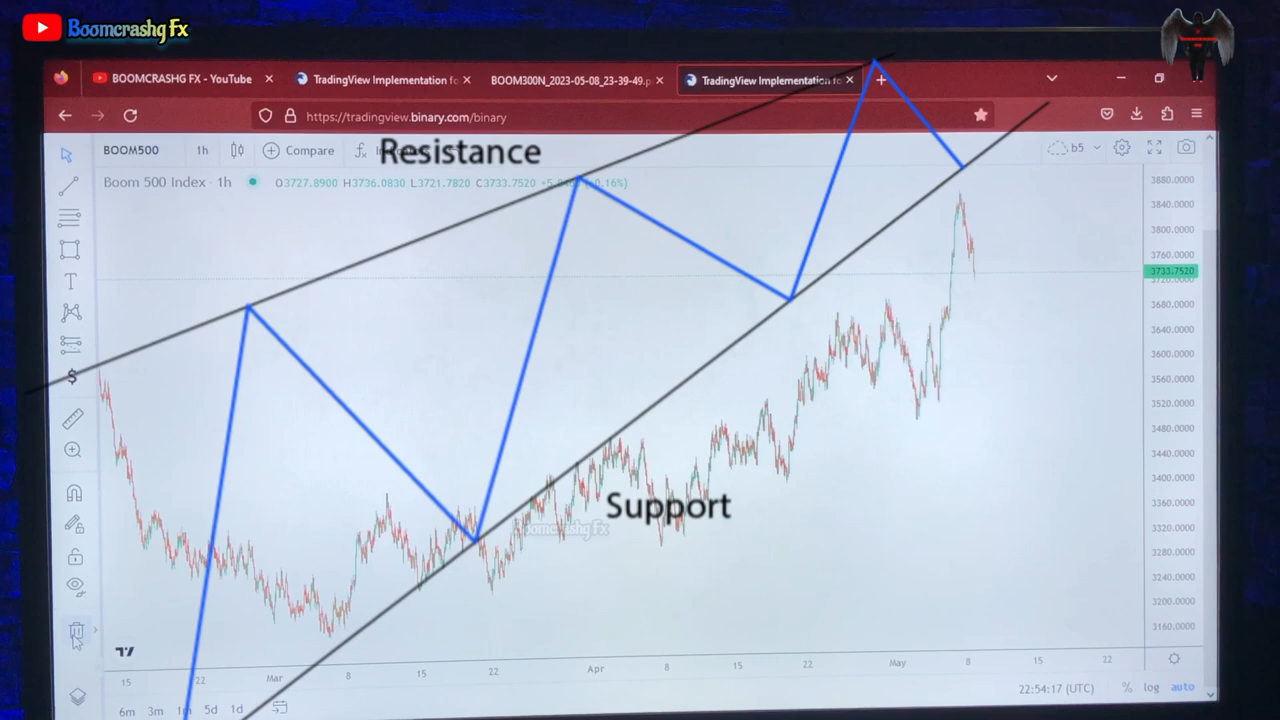 Boomcrashg Fx
BOOMCRASHG FX - YouTube
TradingView Implementation fo
BOOM300N_2023-05-08_23-39-49.p
TradingView Implementation fo
https://tradingview.binary.com/binary
BOOM500
1h
Compare
Resistance
b5
Boom 500 Index · 1h
O3727.8900 H3736.0830 L3721.7820 C3733.7520
3880.0000
3840.0000
3800.0000
3760.0000
3733.7520
3720.0000
3680.0000
3640.0000
3600.0000
3560.0000
3520.0000
3480.0000
3440.0000
3400.0000
3360.0000
3320.0000
3280.0000
3240.0000
3200.0000
3160.0000
Support
Boomcrashg Fx
15 22 Mar 8 15 22 Apr 8 15 22 May 8 15 22
6m 3m 1m 5d 1d
22:54:17 (UTC) % log auto